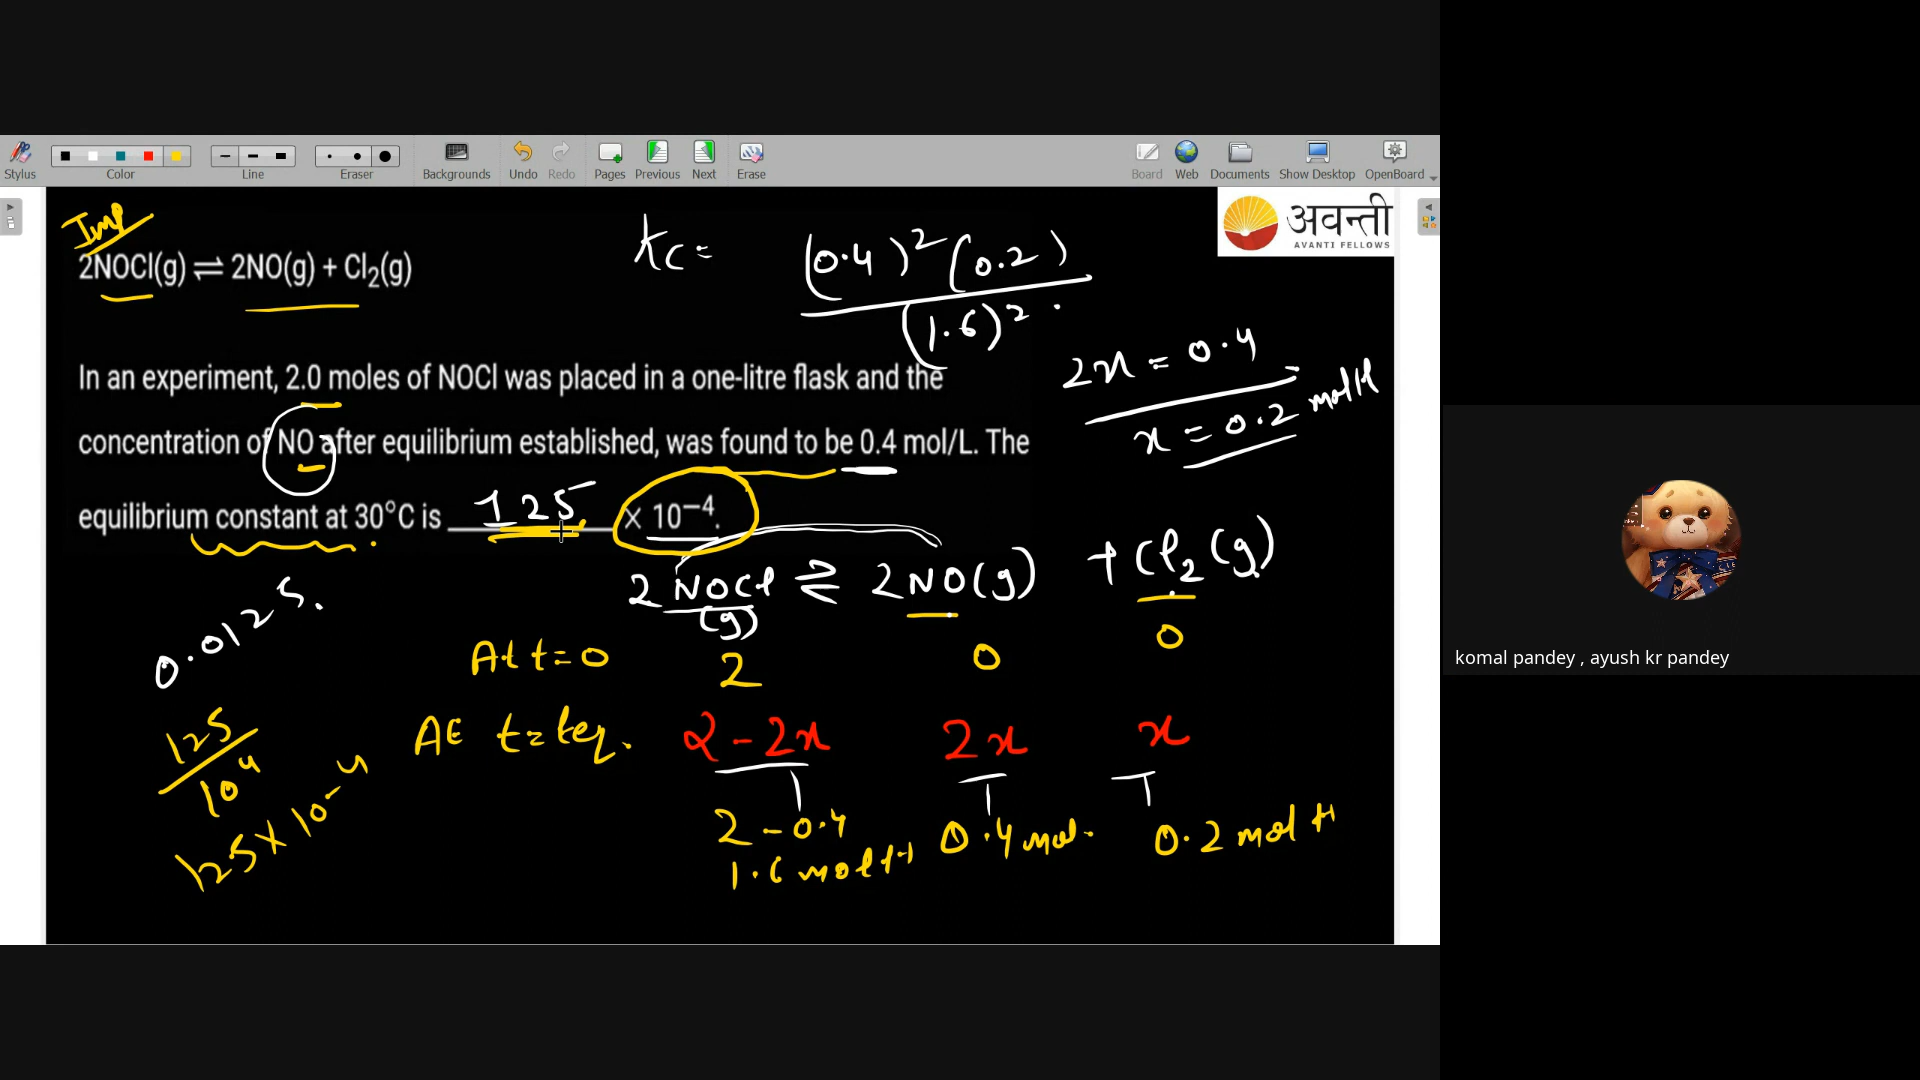 Stylus
Color
Line
Eraser
Backgrounds
Undo
Redo
Pages
Previous
Next
Erase
Board
Web
Documents
Show Desktop
OpenBoard
Imp
अवन्ती
AVANTI FELLOWS
2NOCl(g) ⇌ 2NO(g) + Cl₂(g)
Kc = (0.4)² (0.2) / (1.6)²
2x = 0.4
x = 0.2 mol/l
In an experiment, 2.0 moles of NOCl was placed in a one-litre flask and the
concentration of NO after equilibrium established, was found to be 0.4 mol/L. The
equilibrium constant at 30°C is 125 × 10⁻⁴.
2 NOCl (g) ⇌ 2NO(g) + Cl₂(g)
At t=0 2 0 0
At t=teq. 2-2x 2x x
2-0.4 0.4 mol. 0.2 mol
1.6 mol
0.0125.
125/10⁴
125 × 10⁻⁴
komal pandey , ayush kr pandey